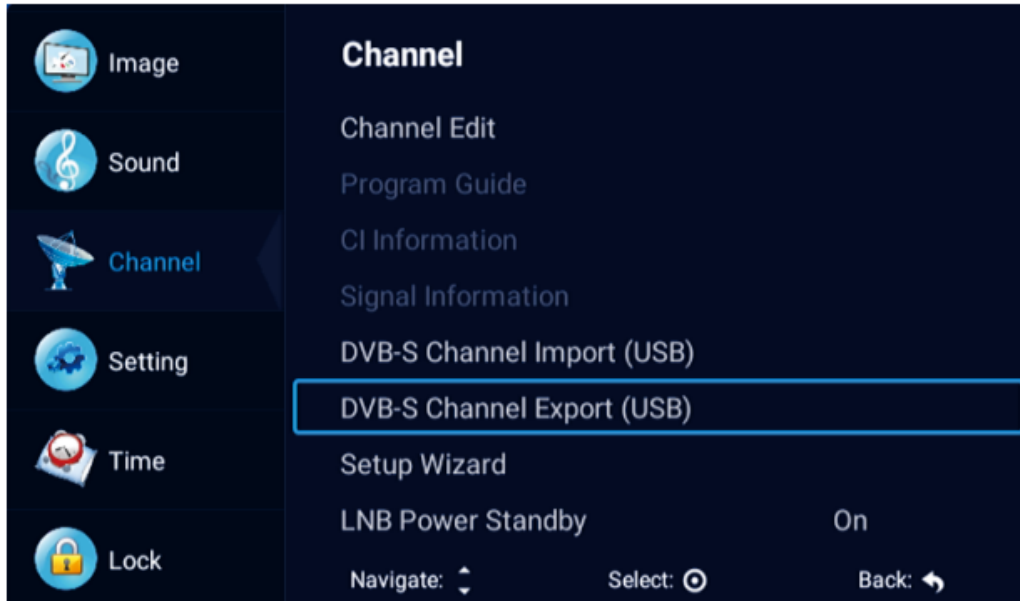 Image
Sound
Channel
Setting
Time
Lock
Channel
Channel Edit
Program Guide
CI Information
Signal Information
DVB-S Channel Import (USB)
DVB-S Channel Export (USB)
Setup Wizard
LNB Power Standby On
Navigate: Select: Back: